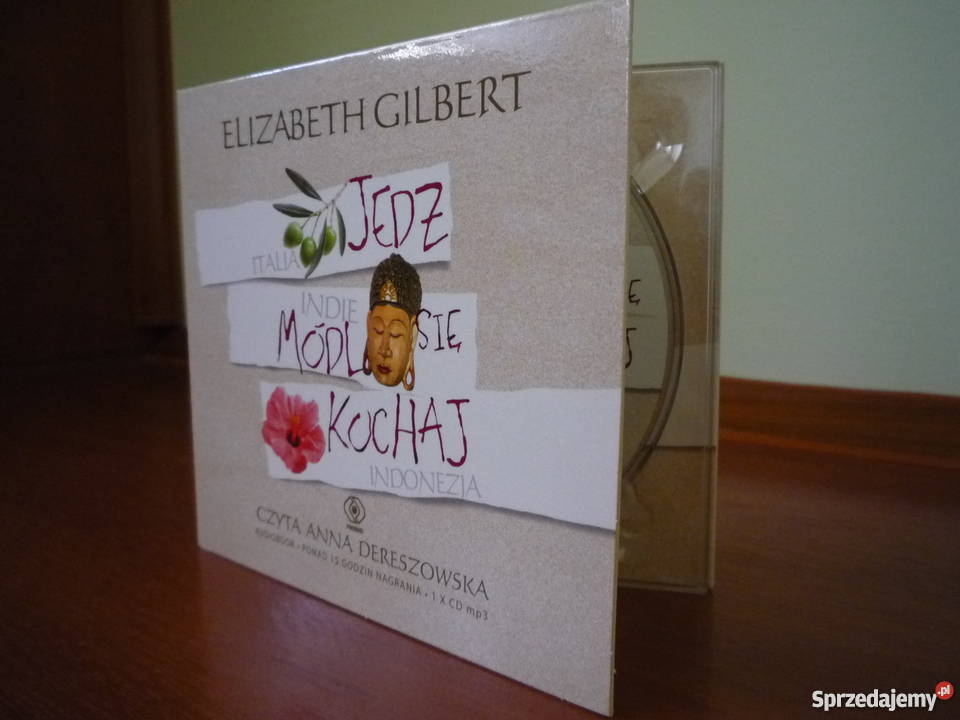 ELIZABETH GILBERT
JEDZ
ITALIA
INDIE
MÓDL SIĘ
KOCHAJ
INDONEZJA
CZYTA ANNA DERESZOWSKA
AUDIOBOOK • PONAD 15 GODZIN NAGRANIA • 1 X CD mp3
Ę
J
Sprzedajemy.pl